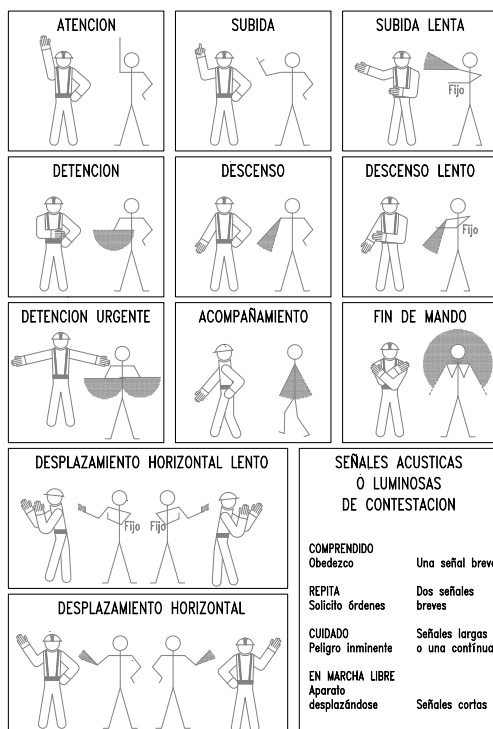 ATENCION
SUBIDA
SUBIDA LENTA
Fijo
DETENCION
DESCENSO
DESCENSO LENTO
Fijo
DETENCION URGENTE
ACOMPAÑAMIENTO
FIN DE MANDO
DESPLAZAMIENTO HORIZONTAL LENTO
Fijo Fijo
DESPLAZAMIENTO HORIZONTAL
SEÑALES ACUSTICAS
O LUMINOSAS
DE CONTESTACION
COMPRENDIDO
Obedezco Una señal breve
REPITA Dos señales
Solicito órdenes breves
CUIDADO Señales largas
Peligro inminente o una contínua
EN MARCHA LIBRE
Aparato
desplazándose Señales cortas